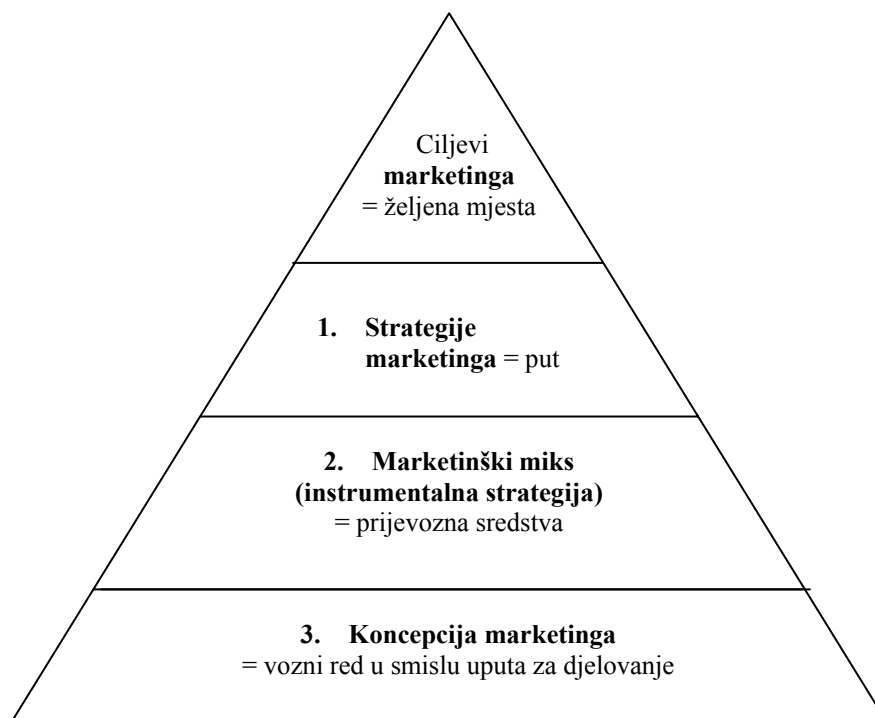 Ciljevi
marketinga
= željena mjesta
1. Strategije
marketinga = put
2. Marketinški miks
(instrumentalna strategija)
= prijevozna sredstva
3. Koncepcija marketinga
= vozni red u smislu uputa za djelovanje